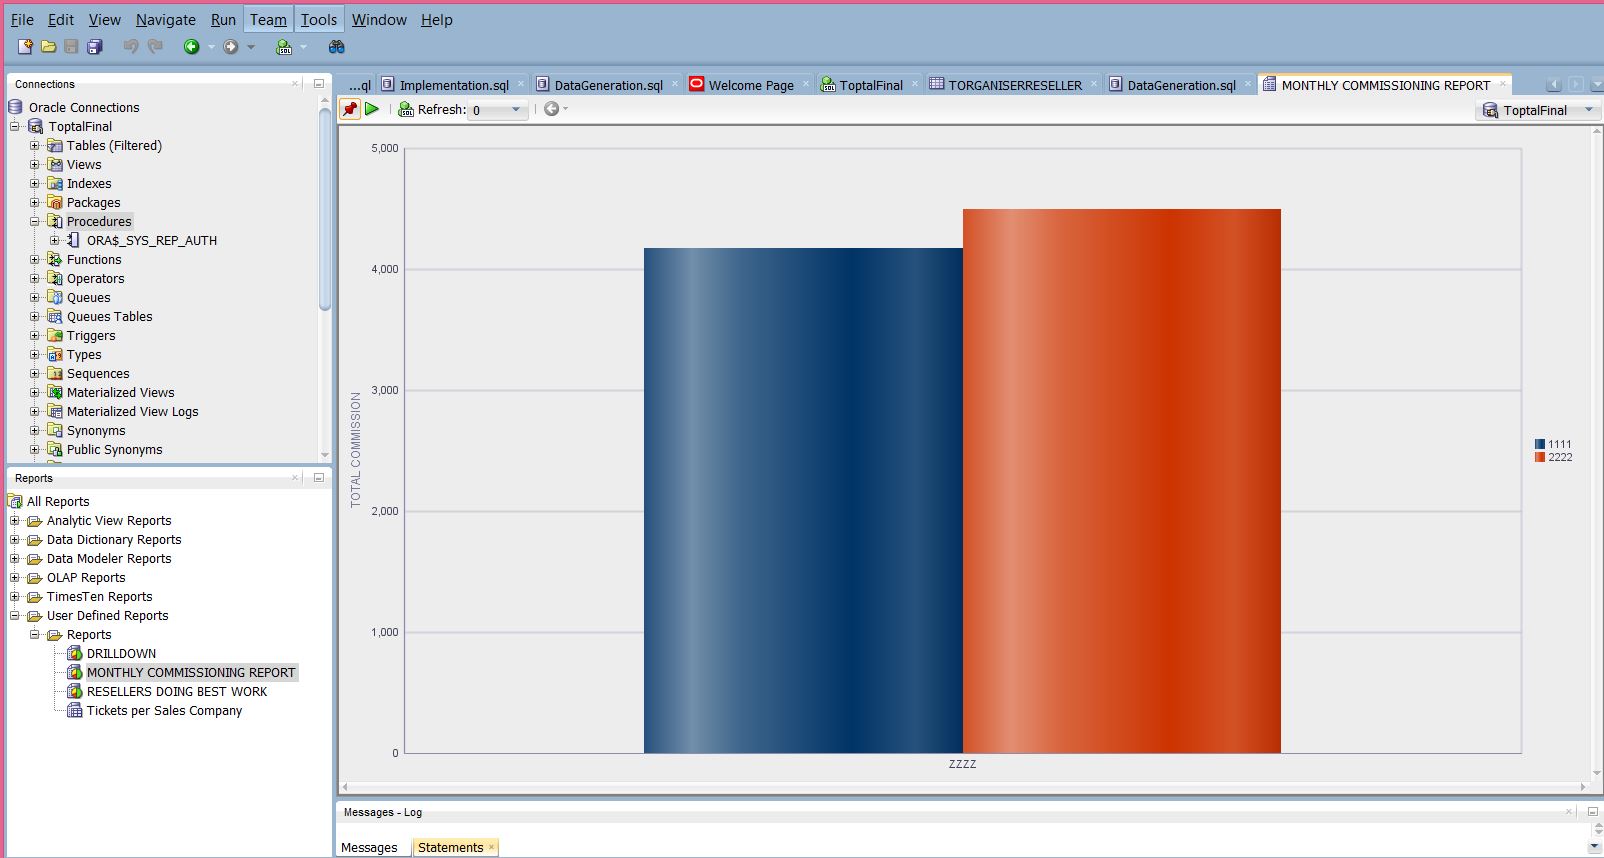 File Edit View Navigate Run Team Tools Window Help
Connections
Oracle Connections
ToptalFinal
Tables (Filtered)
Views
Indexes
Packages
Procedures
ORA$_SYS_REP_AUTH
Functions
Operators
Queues
Queues Tables
Triggers
Types
Sequences
Materialized Views
Materialized View Logs
Synonyms
Public Synonyms
Reports
All Reports
Analytic View Reports
Data Dictionary Reports
Data Modeler Reports
OLAP Reports
TimesTen Reports
User Defined Reports
Reports
DRILLDOWN
MONTHLY COMMISSIONING REPORT
RESELLERS DOING BEST WORK
Tickets per Sales Company
...ql Implementation.sql DataGeneration.sql Welcome Page ToptalFinal TORGANISERRESELLER DataGeneration.sql MONTHLY COMMISSIONING REPORT
Refresh: 0 ToptalFinal
5,000
4,000
3,000
2,000
1,000
0
TOTAL COMMISSION
ZZZZ
1111
2222
Messages - Log
Messages Statements